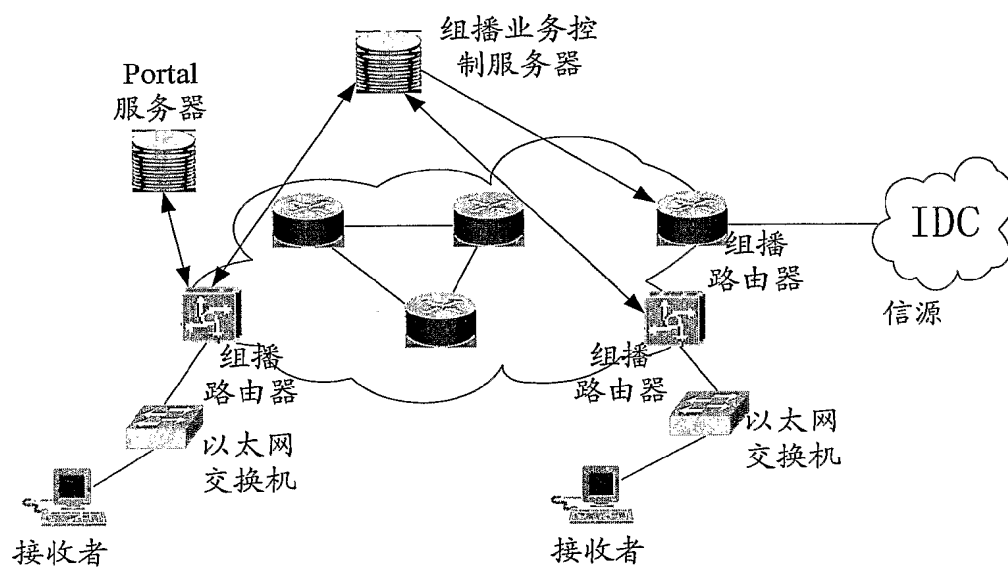 组播业务控
制服务器
Portal
服务器
IDC
信源
组播
路由器
组播
路由器
组播
路由器
以太网
交换机
以太网
交换机
接收者
接收者